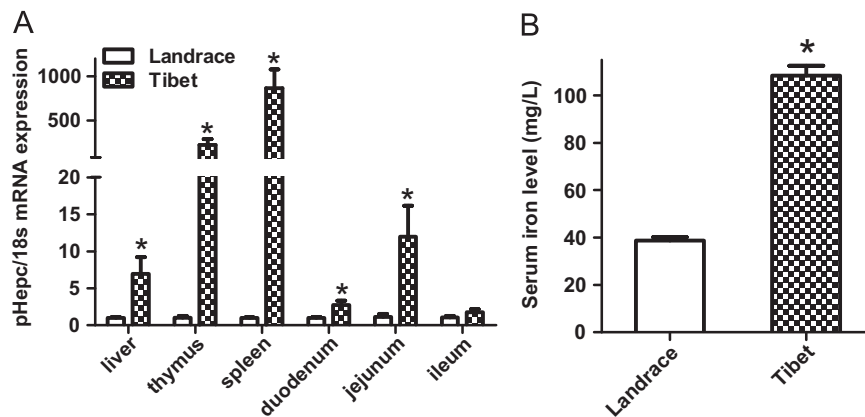 A
Landrace
Tibet
pHepc/18s mRNA expression
1000
500
20
15
10
5
0
*
*
*
*
*
liver
thymus
spleen
duodenum
jejunum
ileum
B
Serum iron level (mg/L)
100
80
60
40
20
0
*
Landrace
Tibet